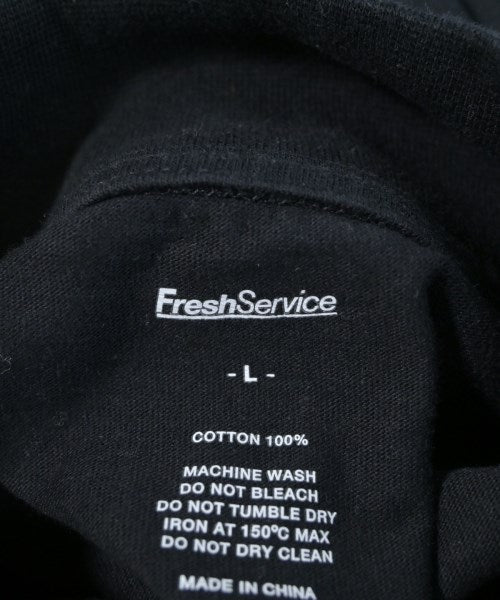 FreshService
- L -
COTTON 100%
MACHINE WASH
DO NOT BLEACH
DO NOT TUMBLE DRY
IRON AT 150°C MAX
DO NOT DRY CLEAN
MADE IN CHINA